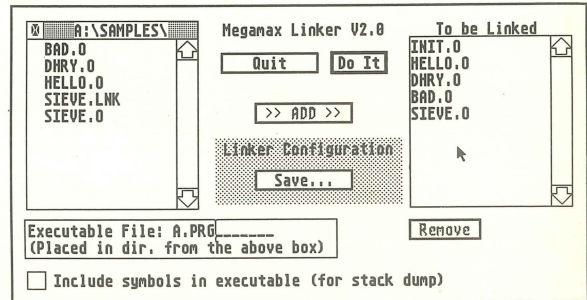 A:\SAMPLES\
BAD.O
DHRY.O
HELLO.O
SIEVE.LNK
SIEVE.O
Megamax Linker V2.0
Quit
Do It
>> ADD >>
Linker Configuration
Save...
To be Linked
INIT.O
HELLO.O
DHRY.O
BAD.O
SIEVE.O
Remove
Executable File: A.PRG_______
(Placed in dir. from the above box)
Include symbols in executable (for stack dump)